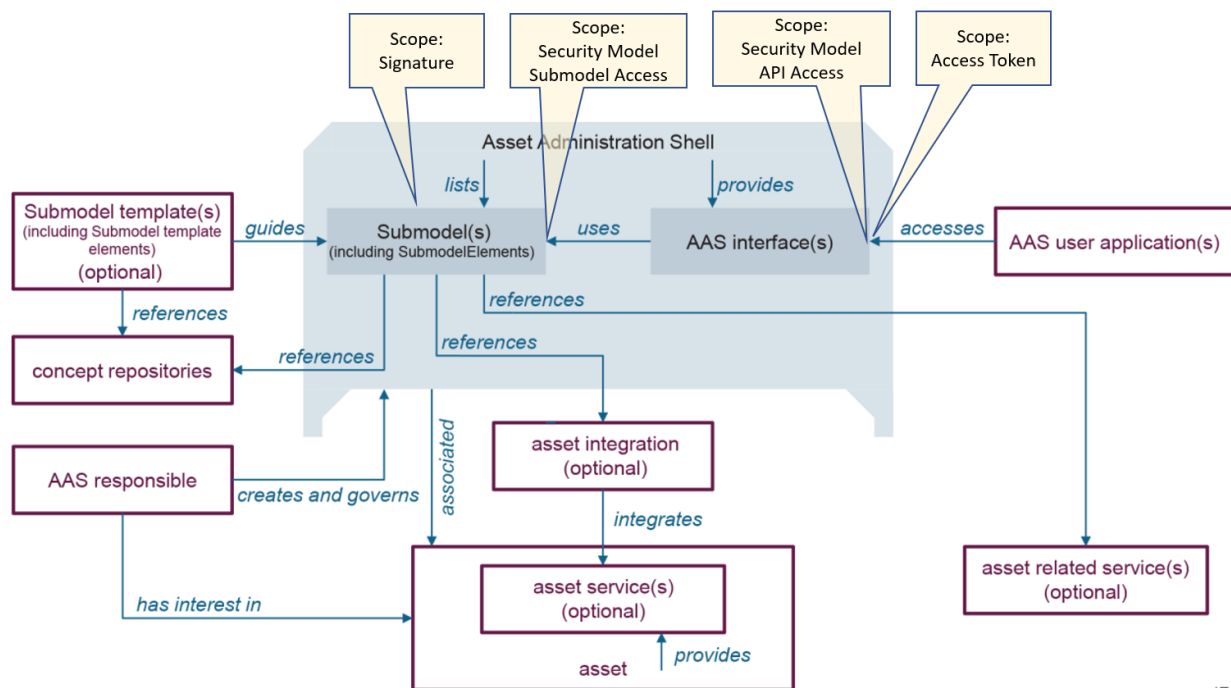 Scope:
Signature
Scope:
Security Model
Submodel Access
Scope:
Security Model
API Access
Scope:
Access Token
Asset Administration Shell
lists
provides
Submodel template(s)
(including Submodel template
elements)
(optional)
guides
Submodel(s)
(including SubmodelElements)
uses
AAS interface(s)
accesses
AAS user application(s)
references
references
references
references
concept repositories
AAS responsible
creates and governs
associated
asset integration
(optional)
integrates
has interest in
asset service(s)
(optional)
provides
asset
asset related service(s)
(optional)